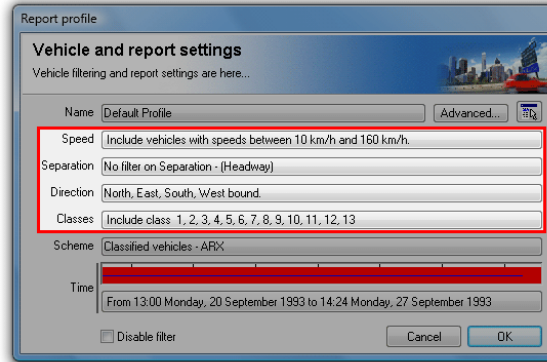 Report profile
Vehicle and report settings
Vehicle filtering and report settings are here...
Name Default Profile Advanced...
Speed Include vehicles with speeds between 10 km/h and 160 km/h.
Separation No filter on Separation - (Headway)
Direction North, East, South, West bound.
Classes Include class 1, 2, 3, 4, 5, 6, 7, 8, 9, 10, 11, 12, 13
Scheme Classified vehicles - ARX
Time
From 13:00 Monday, 20 September 1993 to 14:24 Monday, 27 September 1993
Disable filter Cancel OK